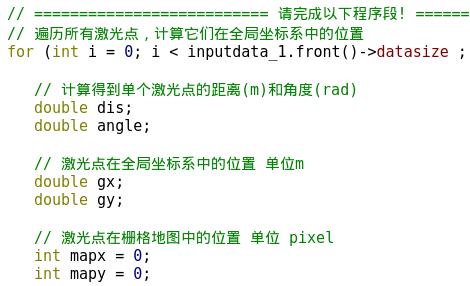 // ========================== 请完成以下程序段! ======
// 遍历所有激光点，计算它们在全局坐标系中的位置
for (int i = 0; i < inputdata_1.front()->datasize ;
// 计算得到单个激光点的距离(m)和角度(rad)
double dis;
double angle;
// 激光点在全局坐标系中的位置 单位m
double gx;
double gy;
// 激光点在栅格地图中的位置 单位 pixel
int mapx = 0;
int mapy = 0;